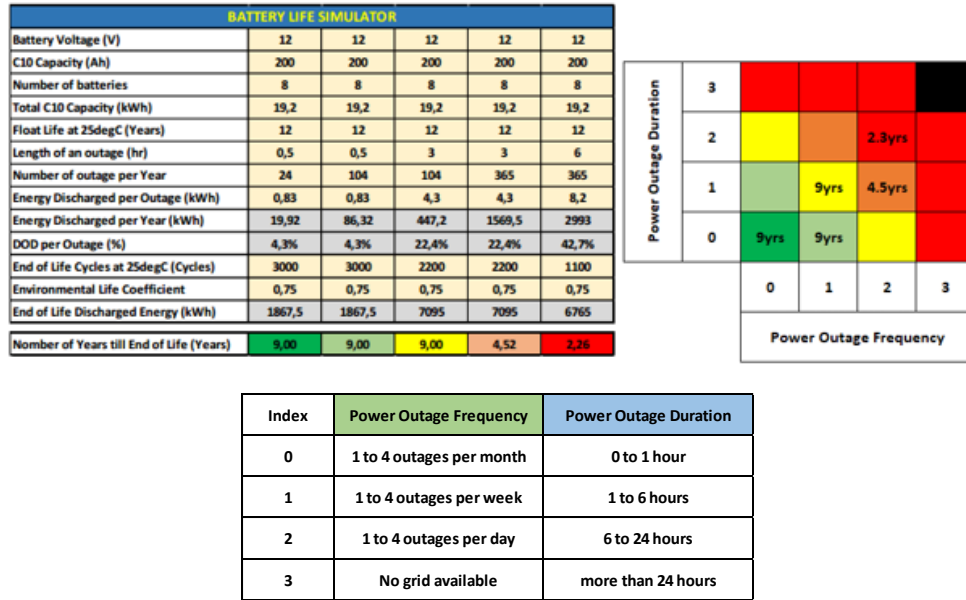 BATTERY LIFE SIMULATOR
Battery Voltage (V) 12 12 12 12 12
C10 Capacity (Ah) 200 200 200 200 200
Number of batteries 8 8 8 8 8
Total C10 Capacity (kWh) 19,2 19,2 19,2 19,2 19,2
Float Life at 25degC (Years) 12 12 12 12 12
Length of an outage (hr) 0,5 0,5 3 3 6
Number of outage per Year 24 104 104 365 365
Energy Discharged per Outage (kWh) 0,83 0,83 4,3 4,3 8,2
Energy Discharged per Year (kWh) 19,92 86,32 447,2 1569,5 2993
DOD per Outage (%) 4,3% 4,3% 22,4% 22,4% 42,7%
End of Life Cycles at 25degC (Cycles) 3000 3000 2200 2200 1100
Environmental Life Coefficient 0,75 0,75 0,75 0,75 0,75
End of Life Discharged Energy (kWh) 1867,5 1867,5 7095 7095 6765
Nomber of Years till End of Life (Years) 9,00 9,00 9,00 4,52 2,26
Power Outage Duration
3
2 2.3yrs
1 9yrs 4.5yrs
0 9yrs 9yrs
0 1 2 3
Power Outage Frequency
Index Power Outage Frequency Power Outage Duration
0 1 to 4 outages per month 0 to 1 hour
1 1 to 4 outages per week 1 to 6 hours
2 1 to 4 outages per day 6 to 24 hours
3 No grid available more than 24 hours